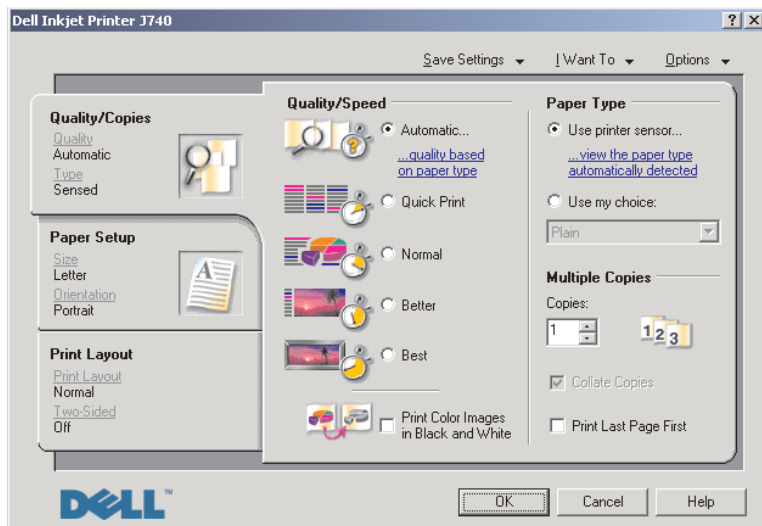 Dell Inkjet Printer J740
Save Settings
I Want To
Options
Quality/Copies
Quality
Automatic
Type
Sensed
Paper Setup
Size
Letter
Orientation
Portrait
Print Layout
Print Layout
Normal
Two-Sided
Off
Quality/Speed
Automatic...
...quality based
on paper type
Quick Print
Normal
Better
Best
Print Color Images
in Black and White
Paper Type
Use printer sensor...
...view the paper type
automatically detected
Use my choice:
Plain
Multiple Copies
Copies:
1
1 2 3
Collate Copies
Print Last Page First
A
?
DELL™
OK
Cancel
Help